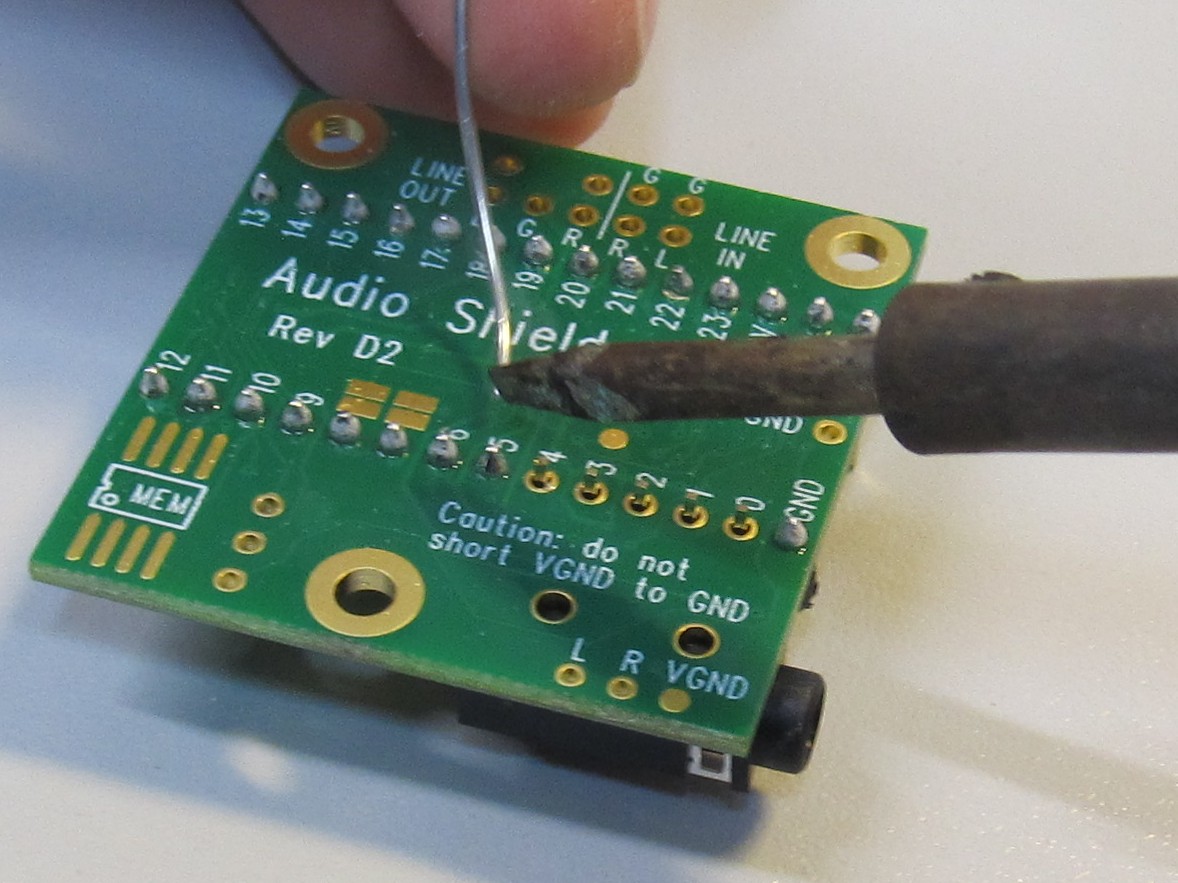 LINE
OUT
G
R
G
G
R
L
LINE
IN
13
14
15
16
17
18
19
20
21
22
23
V
Audio Shield
Rev D2
12
11
10
9
6
5
4
3
2
1
0
GND
GND
MEM
Caution: do not
short VGND to GND
L
R
VGND